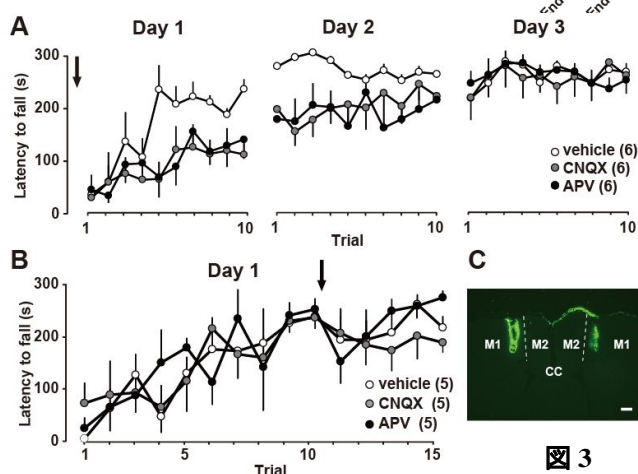 End
End
A
Day 1
Day 2
Day 3
Latency to fall (s)
300
200
100
0
1
10
1
10
1
10
Trial
vehicle (6)
CNQX (6)
APV (6)
B
Day 1
Latency to fall (s)
300
200
100
0
1
5
10
15
Trial
vehicle (5)
CNQX (5)
APV (5)
C
M1
M2
M2
M1
CC
図 3